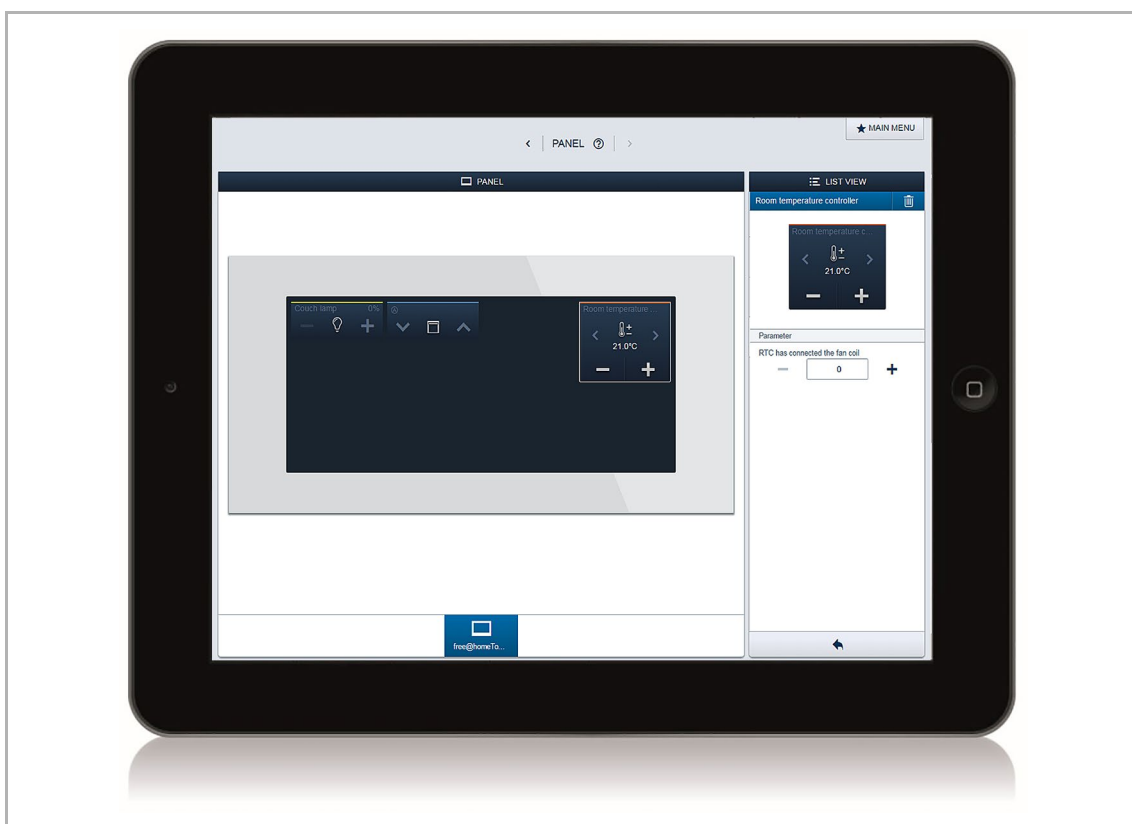 MAIN MENU
PANEL
PANEL
LIST VIEW
Room temperature controller
Room temperature c...
21.0°C
Couch lamp 0%
Room temperature ...
21.0°C
Parameter
RTC has connected the fan coil
0
free@homeTo...